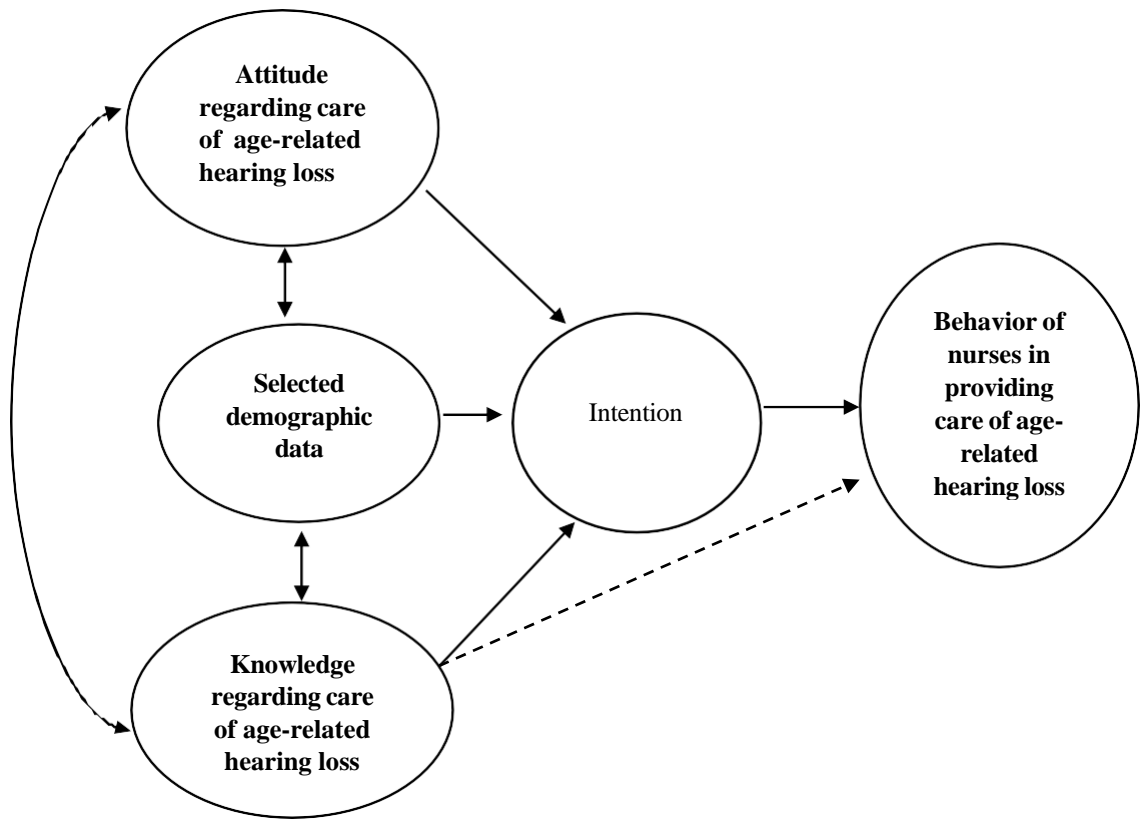 Attitude
regarding care
of age-related
hearing loss
Selected
demographic
data
Intention
Behavior of
nurses in
providing
care of age-
related
hearing loss
Knowledge
regarding care
of age-related
hearing loss